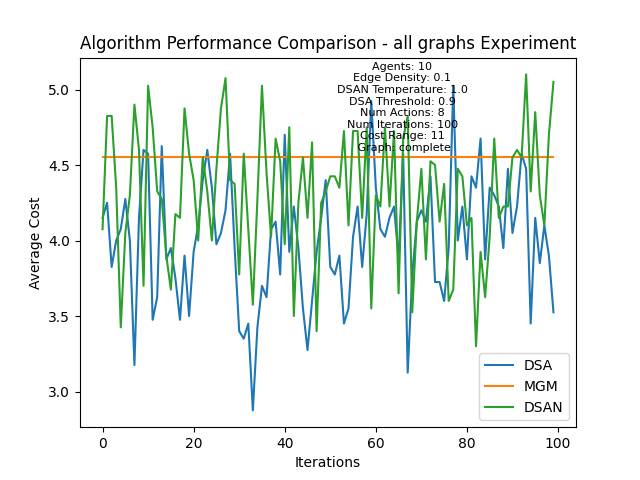 Algorithm Performance Comparison - all graphs Experiment
Agents: 10
Edge Density: 0.1
DSAN Temperature: 1.0
DSA Threshold: 0.9
Num Actions: 8
Num Iterations: 100
Cost Range: 11
Graph: complete
5.0
4.5
4.0
3.5
3.0
Average Cost
DSA
MGM
DSAN
0
20
40
60
80
100
Iterations